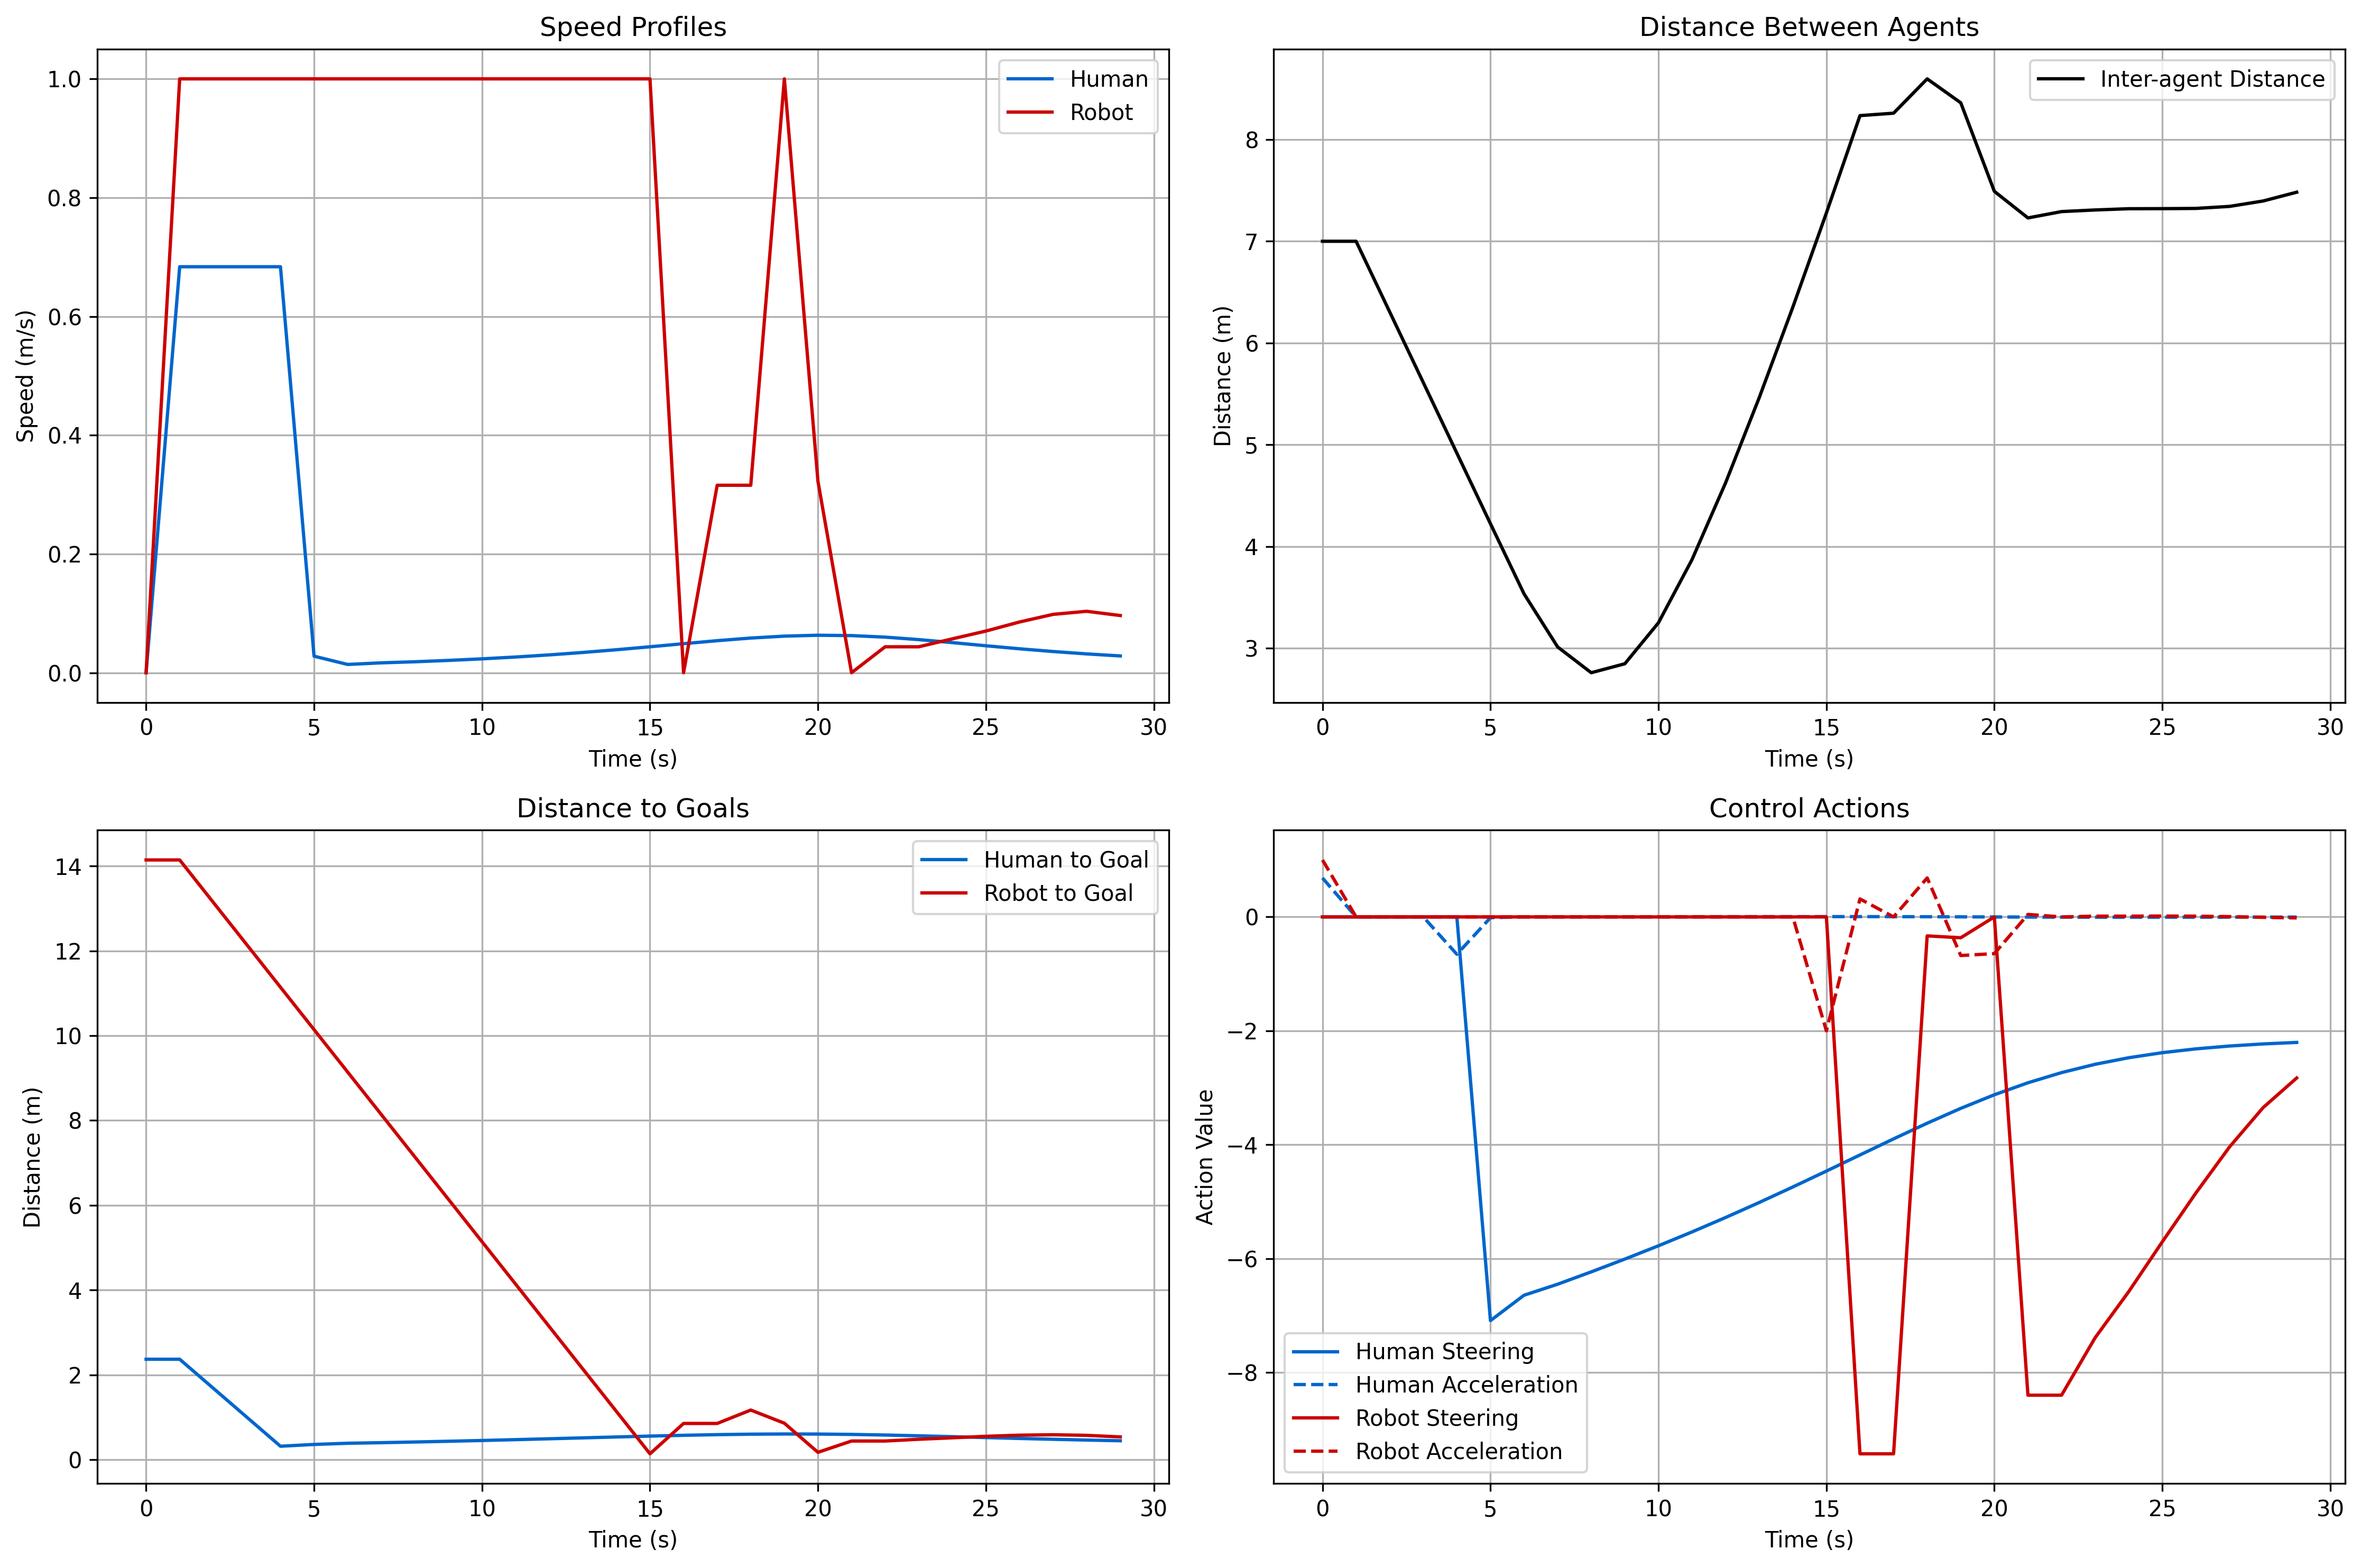 Speed Profiles
1.0
0.8
0.6
0.4
0.2
0.0
Speed (m/s)
Human
Robot
0 5 10 15 20 25 30
Time (s)
Distance Between Agents
8
7
6
5
4
3
Distance (m)
Inter-agent Distance
0 5 10 15 20 25 30
Time (s)
Distance to Goals
14
12
10
8
6
4
2
0
Distance (m)
Human to Goal
Robot to Goal
0 5 10 15 20 25 30
Time (s)
Control Actions
0
−2
−4
−6
−8
Action Value
Human Steering
Human Acceleration
Robot Steering
Robot Acceleration
0 5 10 15 20 25 30
Time (s)